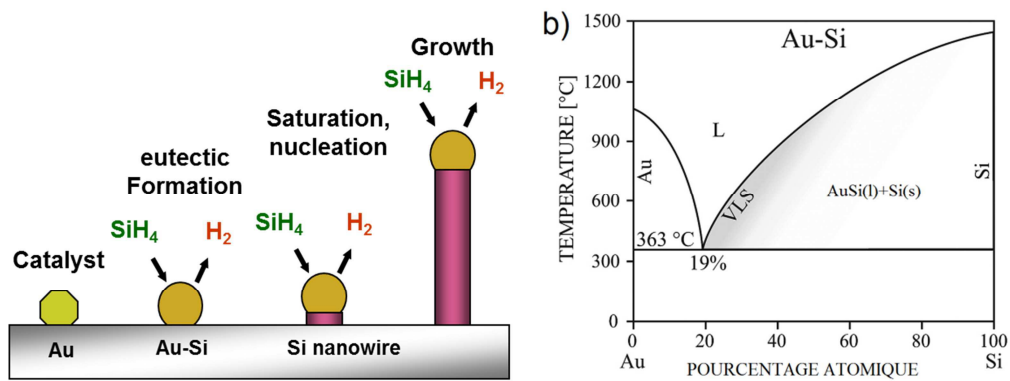 Growth
SiH4
H2
Saturation,
nucleation
eutectic
Formation
SiH4
H2
SiH4
H2
Catalyst
Au
Au-Si
Si nanowire
b)
Au-Si
TEMPERATURE [°C]
1500
1200
900
600
300
0
L
Au
Si
VLS
AuSi(l)+Si(s)
363 °C
19%
0
20
40
60
80
100
Au
POURCENTAGE ATOMIQUE
Si